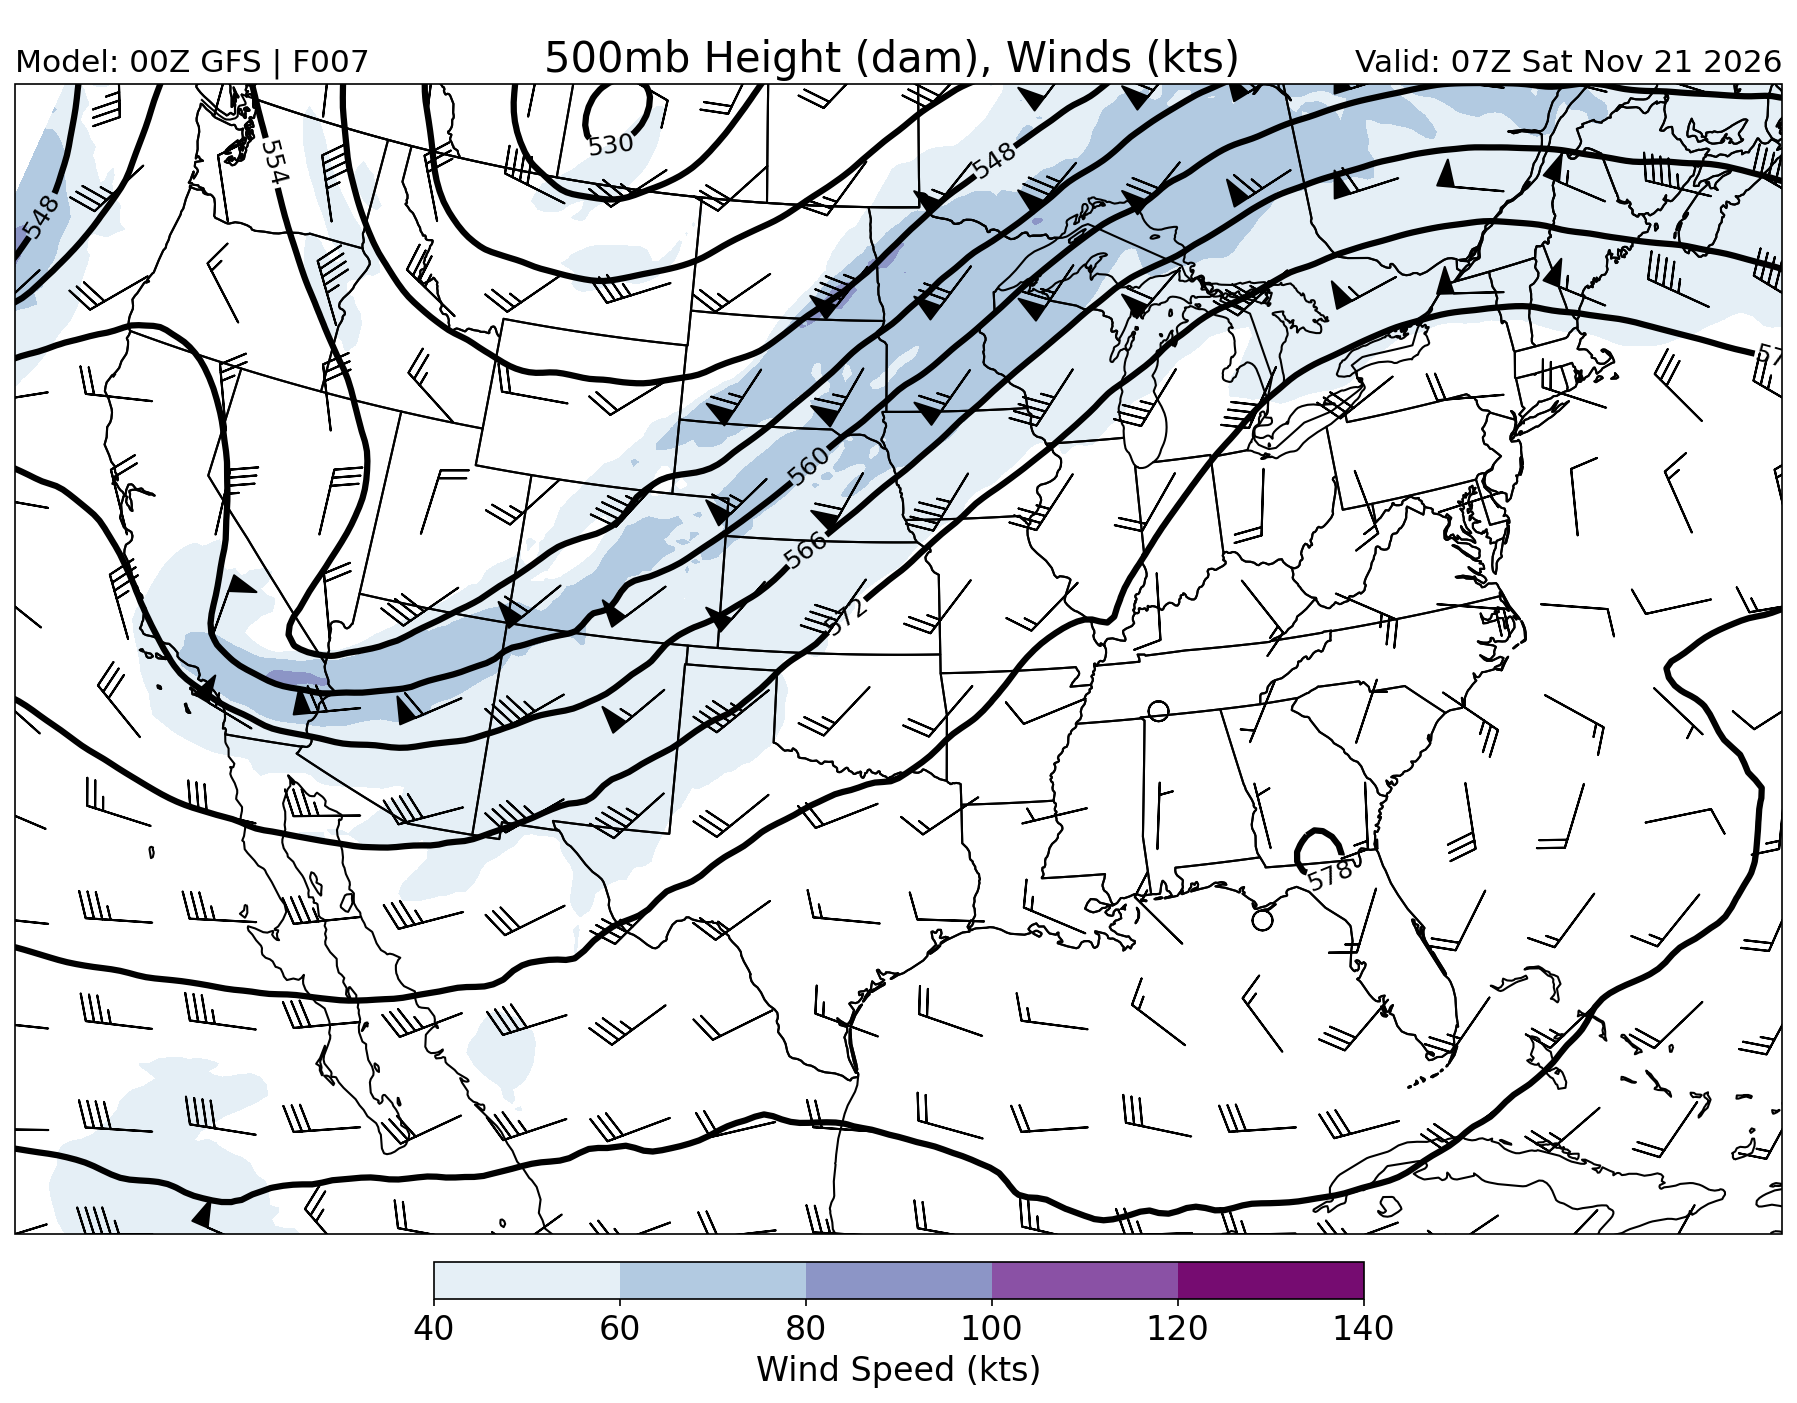 Model: 00Z GFS | F007
500mb Height (dam), Winds (kts)
Valid: 07Z Sat Nov 21 2026
530
554
548
548
57
560
566
572
578
40 60 80 100 120 140
Wind Speed (kts)